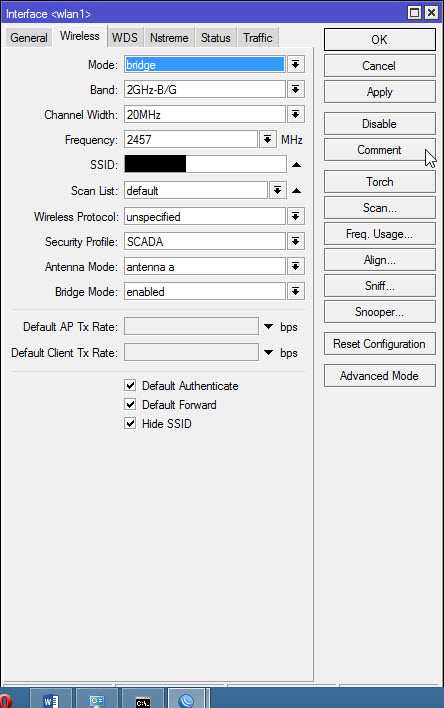 Interface <wlan1>
General Wireless WDS Nstreme Status Traffic
Mode: bridge
Band: 2GHz-B/G
Channel Width: 20MHz
Frequency: 2457 MHz
SSID:
Scan List: default
Wireless Protocol: unspecified
Security Profile: SCADA
Antenna Mode: antenna a
Bridge Mode: enabled
Default AP Tx Rate: bps
Default Client Tx Rate: bps
Default Authenticate
Default Forward
Hide SSID
OK
Cancel
Apply
Disable
Comment
Torch
Scan...
Freq. Usage...
Align...
Sniff...
Snooper...
Reset Configuration
Advanced Mode
W
C:\.